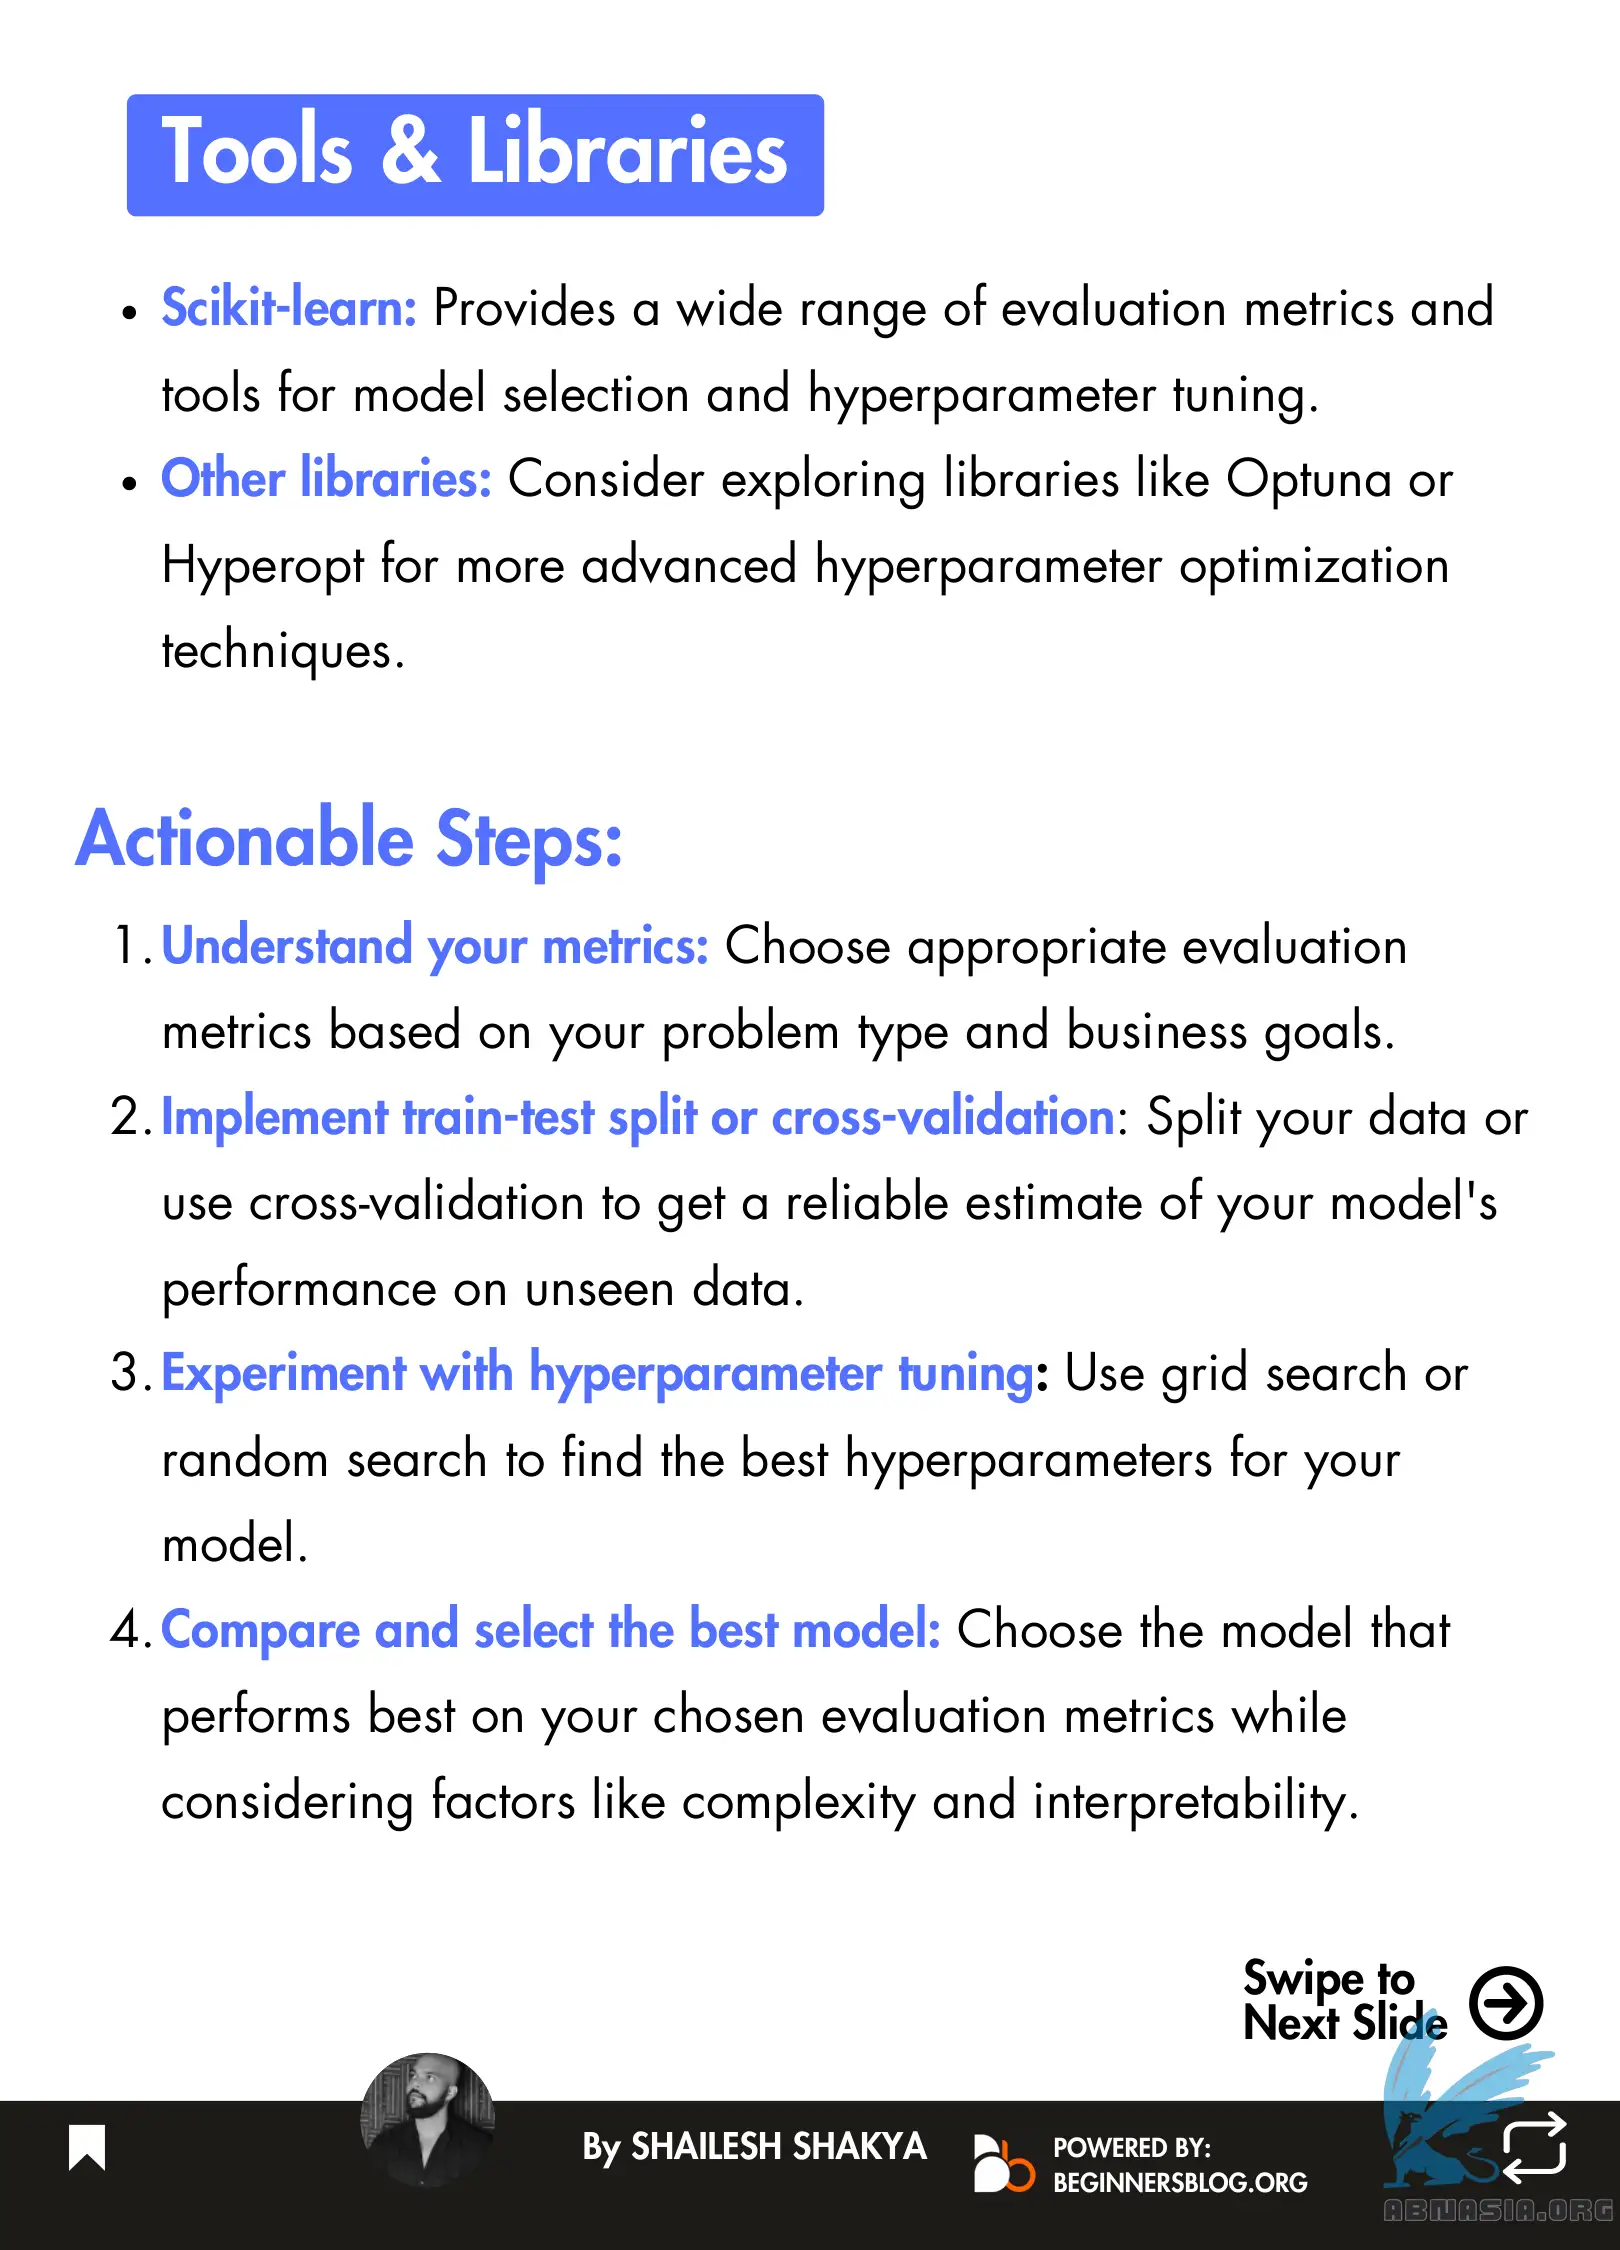 Tools & Libraries
• Scikit-learn: Provides a wide range of evaluation metrics and
tools for model selection and hyperparameter tuning.
• Other libraries: Consider exploring libraries like Optuna or
Hyperopt for more advanced hyperparameter optimization
techniques.
Actionable Steps:
1. Understand your metrics: Choose appropriate evaluation
metrics based on your problem type and business goals.
2. Implement train-test split or cross-validation: Split your data or
use cross-validation to get a reliable estimate of your model's
performance on unseen data.
3. Experiment with hyperparameter tuning: Use grid search or
random search to find the best hyperparameters for your
model.
4. Compare and select the best model: Choose the model that
performs best on your chosen evaluation metrics while
considering factors like complexity and interpretability.
Swipe to
Next Slide
By SHAILESH SHAKYA
POWERED BY:
BEGINNERSBLOG.ORG
ABNASIA.ORG